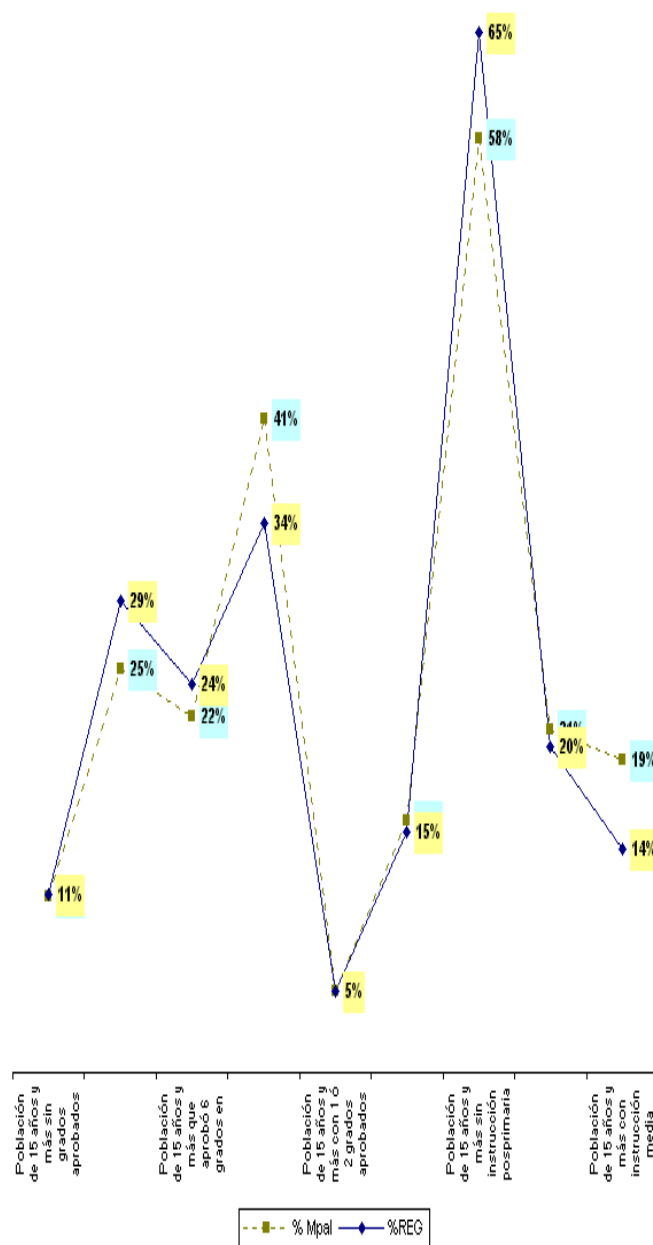 65%
58%
41%
34%
29%
25%
24%
22%
21%
20%
19%
15%
14%
11%
5%
Población
de 15 años y
más sin
grados
aprobados
Población
de 15 años y
más que
aprobó 6
grados en
Población
de 15 años y
más con 1 ó
2 grados
aprobados
Población
de 15 años y
más sin
instrucción
posprimaria
Población
de 15 años y
más con
instrucción
media
% Mpal
%REG